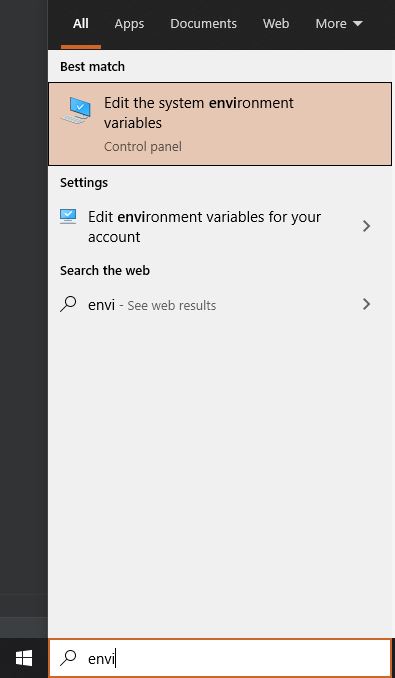 All Apps Documents Web More
Best match
Edit the system environment
variables
Control panel
Settings
Edit environment variables for your
account
Search the web
envi - See web results
envi